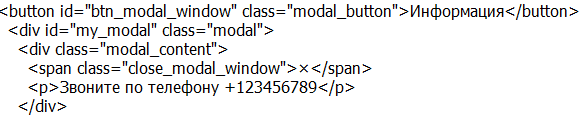 <button id="btn_modal_window" class="modal_button">Информация</button>
<div id="my_modal" class="modal">
<div class="modal_content">
<span class="close_modal_window">×</span>
<p>Звоните по телефону +123456789</p>
</div>